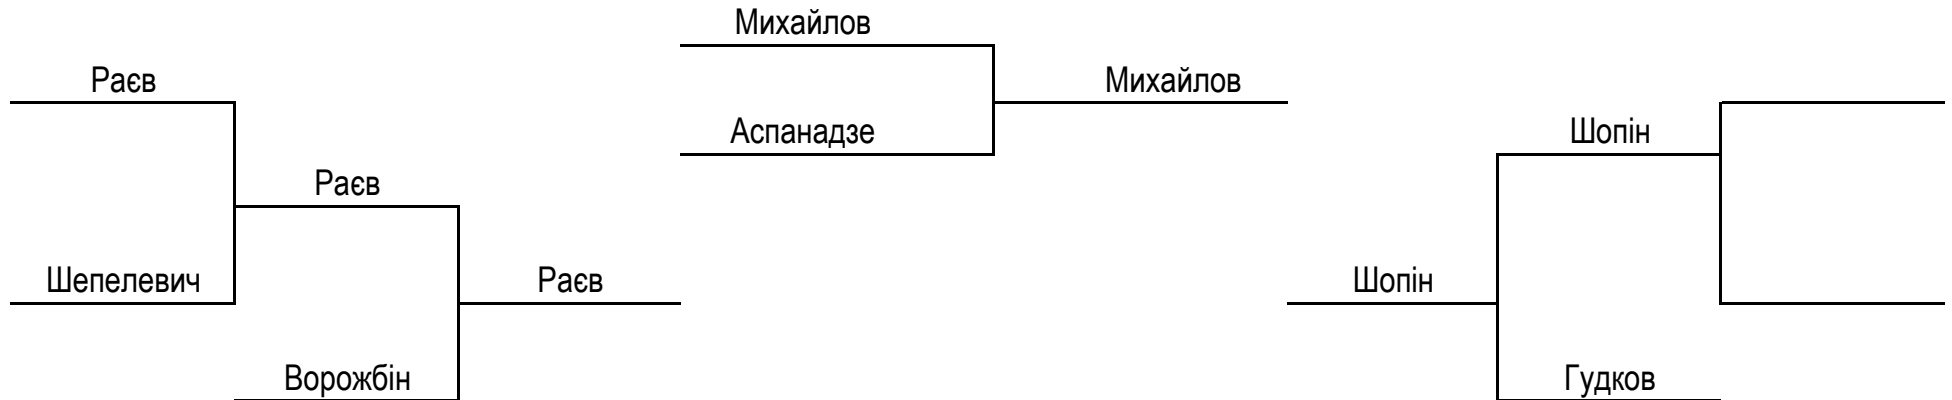 Михайлов
Раєв
Михайлов
Аспанадзе
Шопін
Раєв
Шепелевич
Раєв
Шопін
Ворожбін
Гудков